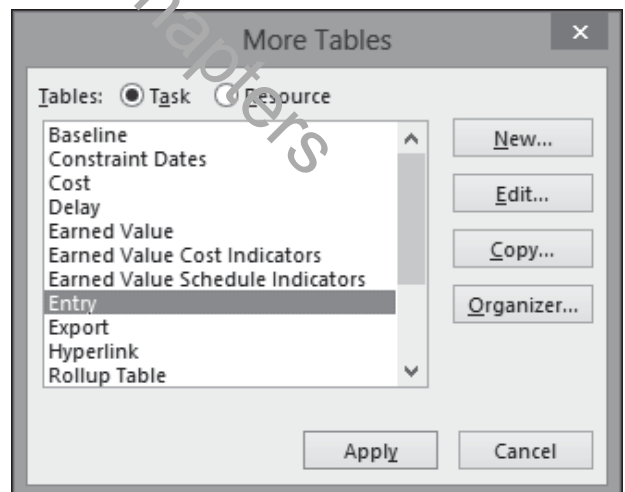 More Tables
Tables: Task Resource
Baseline
Constraint Dates
Cost
Delay
Earned Value
Earned Value Cost Indicators
Earned Value Schedule Indicators
Entry
Export
Hyperlink
Rollup Table
New...
Edit...
Copy...
Organizer...
Apply Cancel